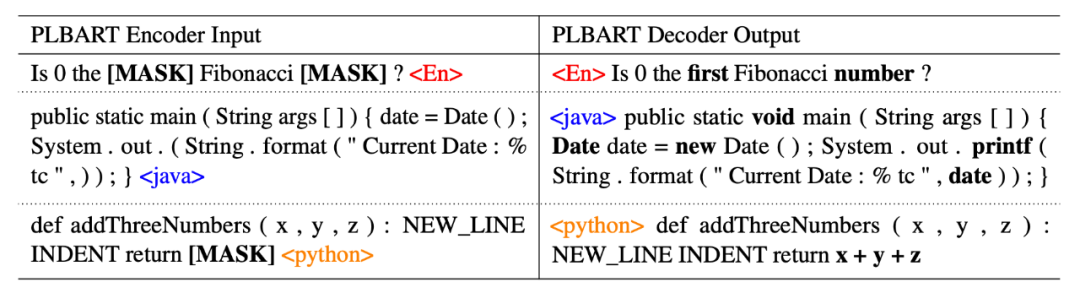 PLBART Encoder Input
PLBART Decoder Output
Is 0 the [MASK] Fibonacci [MASK] ? <En>
<En> Is 0 the first Fibonacci number ?
public static main ( String args [ ] ) { date = Date ( ) ;
System . out . ( String . format ( " Current Date : %
tc " , ) ) ; } <java>
<java> public static void main ( String args [ ] ) {
Date date = new Date ( ) ; System . out . printf (
String . format ( " Current Date : % tc " , date ) ) ; }
def addThreeNumbers ( x , y , z ) : NEW_LINE
INDENT return [MASK] <python>
<python> def addThreeNumbers ( x , y , z ) :
NEW_LINE INDENT return x + y + z